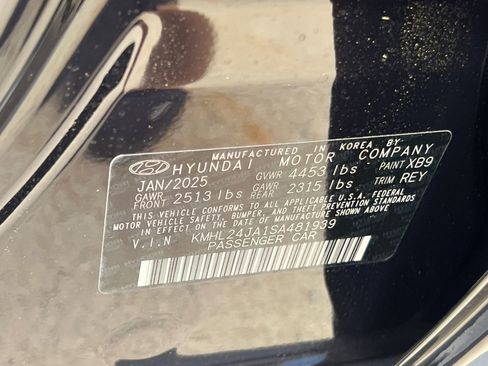 MANUFACTURED IN KOREA BY
HYUNDAI MOTOR COMPANY
JAN/2025 GVWR 4453 lbs PAINT XB9
GAWR FRONT 2513 lbs GAWR REAR 2315 lbs TRIM REY
THIS VEHICLE CONFORMS TO ALL APPLICABLE U.S.A. FEDERAL
MOTOR VEHICLE SAFETY, BUMPER, AND THEFT PREVENTION STANDARDS
IN EFFECT ON THE DATE OF MANUFACTURE SHOWN ABOVE.
V.I.N KMHL24JA1SA481939
PASSENGER CAR